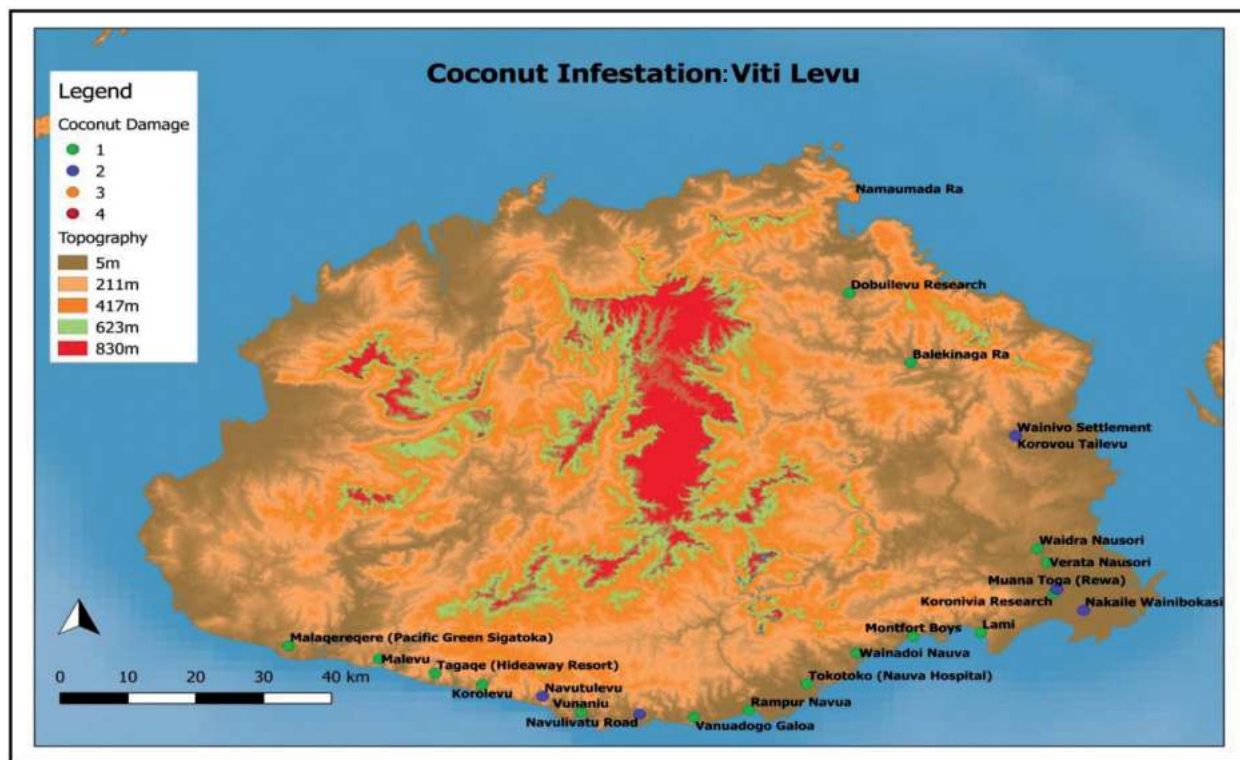 Coconut Infestation: Viti Levu
Legend
Coconut Damage
1
2
3
4
Topography
5m
211m
417m
623m
830m
Namaumada Ra
Dobuilevu Research
Balekinaga Ra
Wainivo Settlement
Korovou Tailevu
Waidra Nausori
Verata Nausori
Muana Toga (Rewa)
Koronivia Research
Nakaile Wainibokasi
Montfort Boys
Lami
Wainadoi Nauva
Tokotoko (Nauva Hospital)
Rampur Navua
Vanuadogo Galoa
Malaqereqere (Pacific Green Sigatoka)
Malevu
Tagaqe (Hideaway Resort)
Korolevu
Navutulevu
Vunaniu
Navulivatu Road
0 10 20 30 40 km